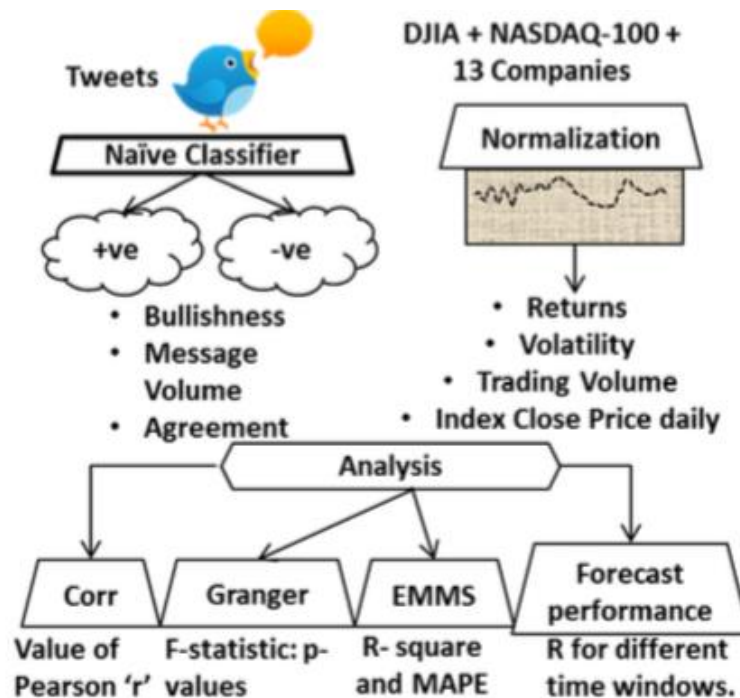 Tweets
DJIA + NASDAQ-100 +
13 Companies
Naïve Classifier
Normalization
+ve
-ve
• Bullishness
• Message
Volume
• Agreement
• Returns
• Volatility
• Trading Volume
• Index Close Price daily
Analysis
Corr
Granger
EMMS
Forecast
performance
Value of
Pearson ‘r’
F-statistic: p-
values
R- square
and MAPE
R for different
time windows.